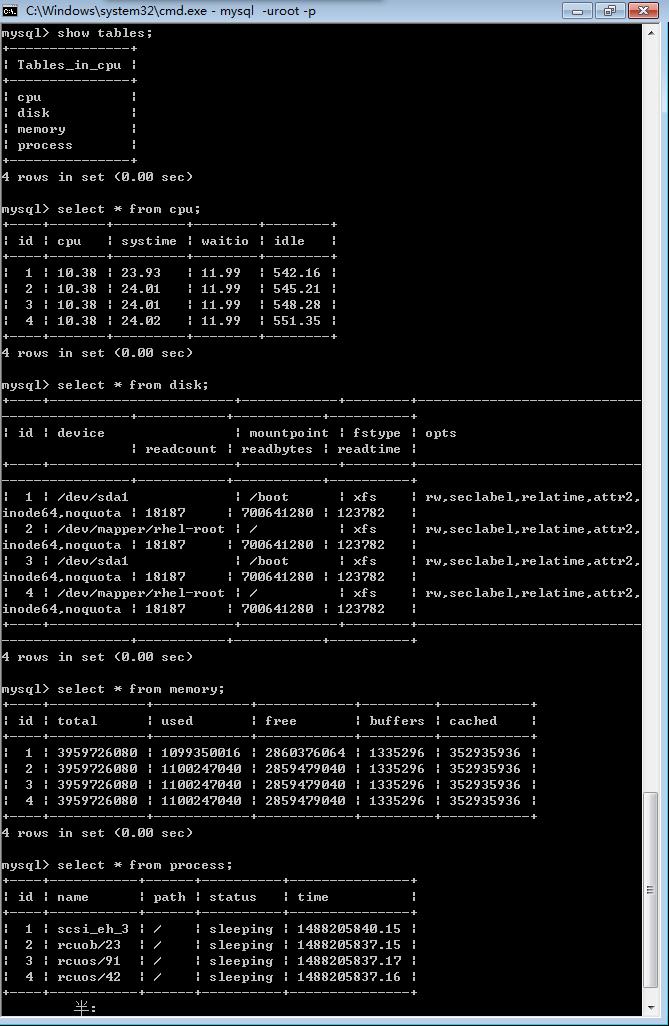 C:\Windows\system32\cmd.exe - mysql -uroot -p
mysql> show tables;
+---------------+
| Tables_in_cpu |
+---------------+
| cpu           |
| disk          |
| memory        |
| process       |
+---------------+
4 rows in set (0.00 sec)
mysql> select * from cpu;
+----+-------+---------+--------+--------+
| id | cpu   | systime | waitio | idle   |
+----+-------+---------+--------+--------+
|  1 | 10.38 | 23.93   | 11.99  | 542.16 |
|  2 | 10.38 | 24.01   | 11.99  | 545.21 |
|  3 | 10.38 | 24.01   | 11.99  | 548.28 |
|  4 | 10.38 | 24.02   | 11.99  | 551.35 |
+----+-------+---------+--------+--------+
4 rows in set (0.00 sec)
mysql> select * from disk;
+----+-----------------------+------------+--------+----------------------------
----------------+-----------+-----------+----------+
| id | device                | mountpoint | fstype | opts
                | readcount | readbytes | readtime |
+----+-----------------------+------------+--------+----------------------------
----------------+-----------+-----------+----------+
|  1 | /dev/sda1             | /boot      | xfs    | rw,seclabel,relatime,attr2,
inode64,noquota | 18187     | 700641280 | 123782   |
|  2 | /dev/mapper/rhel-root | /          | xfs    | rw,seclabel,relatime,attr2,
inode64,noquota | 18187     | 700641280 | 123782   |
|  3 | /dev/sda1             | /boot      | xfs    | rw,seclabel,relatime,attr2,
inode64,noquota | 18187     | 700641280 | 123782   |
|  4 | /dev/mapper/rhel-root | /          | xfs    | rw,seclabel,relatime,attr2,
inode64,noquota | 18187     | 700641280 | 123782   |
+----+-----------------------+------------+--------+----------------------------
----------------+-----------+-----------+----------+
4 rows in set (0.00 sec)
mysql> select * from memory;
+----+------------+------------+------------+---------+-----------+
| id | total      | used       | free       | buffers | cached    |
+----+------------+------------+------------+---------+-----------+
|  1 | 3959726080 | 1099350016 | 2860376064 | 1335296 | 352935936 |
|  2 | 3959726080 | 1100247040 | 2859479040 | 1335296 | 352935936 |
|  3 | 3959726080 | 1100247040 | 2859479040 | 1335296 | 352935936 |
|  4 | 3959726080 | 1100247040 | 2859479040 | 1335296 | 352935936 |
+----+------------+------------+------------+---------+-----------+
4 rows in set (0.00 sec)
mysql> select * from process;
+----+-----------+------+----------+---------------+
| id | name      | path | status   | time          |
+----+-----------+------+----------+---------------+
|  1 | scsi_eh_3 | /    | sleeping | 1488205840.15 |
|  2 | rcuob/23  | /    | sleeping | 1488205837.15 |
|  3 | rcuos/91  | /    | sleeping | 1488205837.17 |
|  4 | rcuos/42  | /    | sleeping | 1488205837.16 |
+----+-----------+------+----------+---------------+
半: